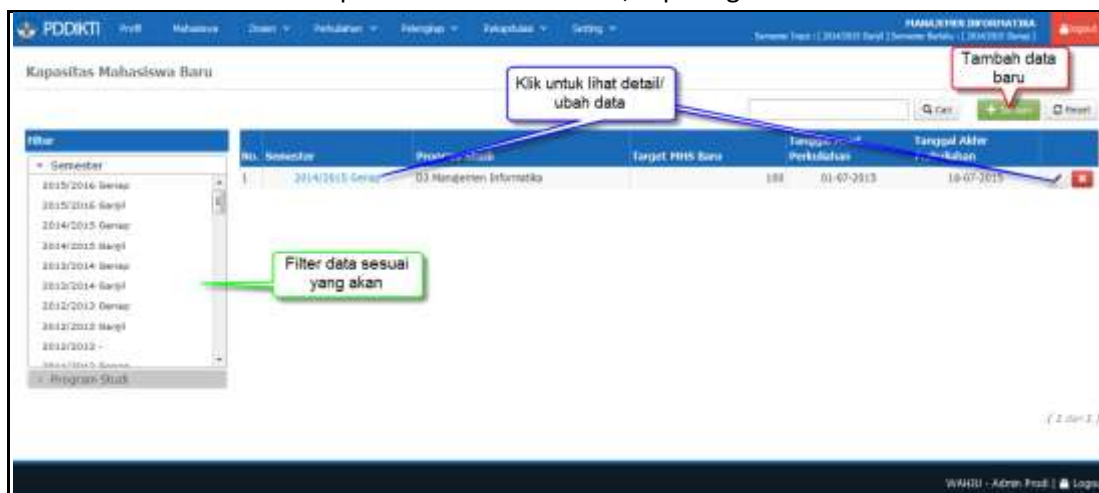 PDDIKTI Profil Mahasiswa Dosen Perkuliahan Pelengkap Rekapitulasi Setting
MANAJEMEN INFORMATIKA
Logout
Kapasitas Mahasiswa Baru
Klik untuk lihat detail/
ubah data
Tambah data
baru
Cari
Reset
Filter
Semester
2015/2016 Genap
2015/2016 Ganjil
2014/2015 Genap
2014/2015 Ganjil
2013/2014 Genap
2013/2014 Ganjil
2012/2013 Genap
2012/2013 Ganjil
Program Studi
No. Semester
Target MHS Baru
Perkuliahan
Tanggal Akhir
1 2014/2015 Genap D3 Manajemen Informatika 100 01-07-2015
Filter data sesuai
yang akan
WAHJU - Admin Prodi | Logout